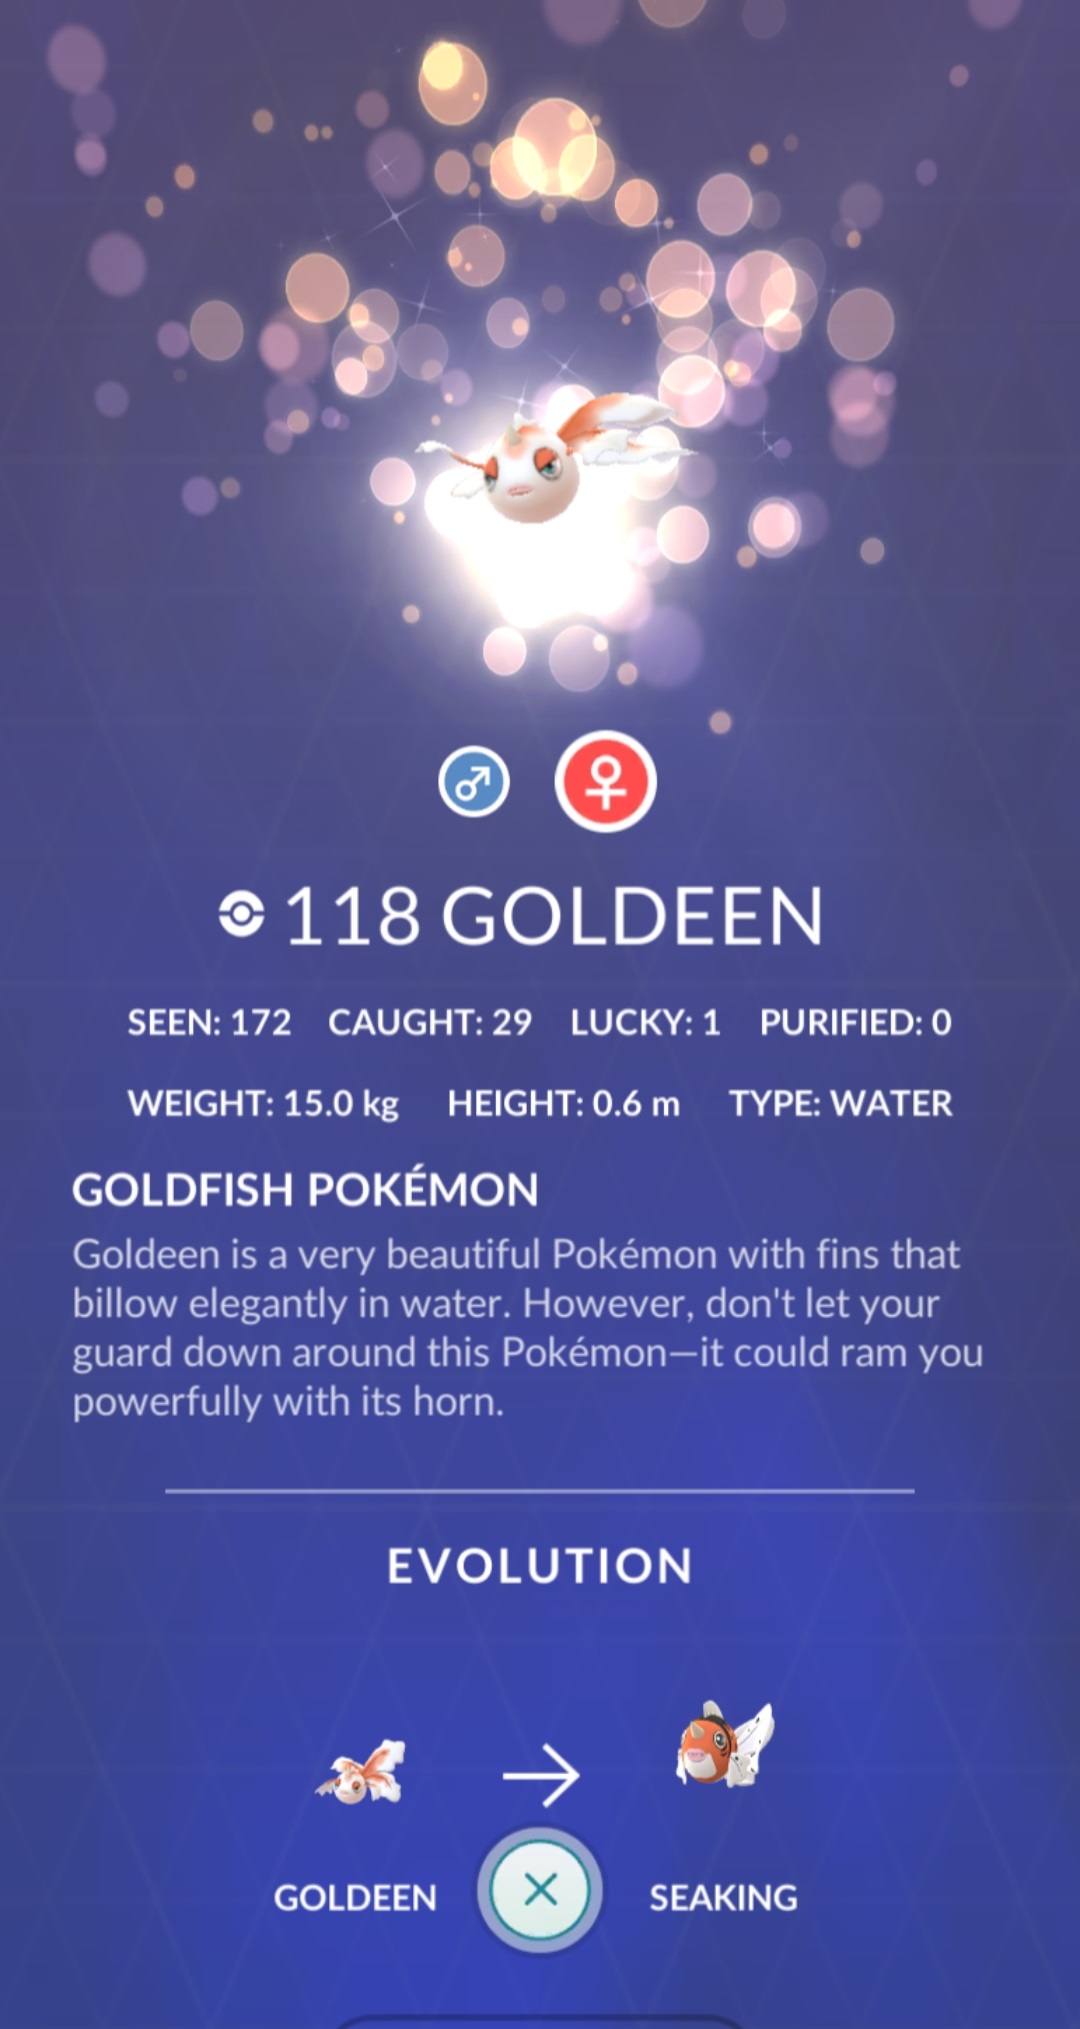 118 GOLDEEN
SEEN: 172 CAUGHT: 29 LUCKY: 1 PURIFIED: 0
WEIGHT: 15.0 kg HEIGHT: 0.6 m TYPE: WATER
GOLDFISH POKÉMON
Goldeen is a very beautiful Pokémon with fins that
billow elegantly in water. However, don't let your
guard down around this Pokémon—it could ram you
powerfully with its horn.
EVOLUTION
GOLDEEN SEAKING